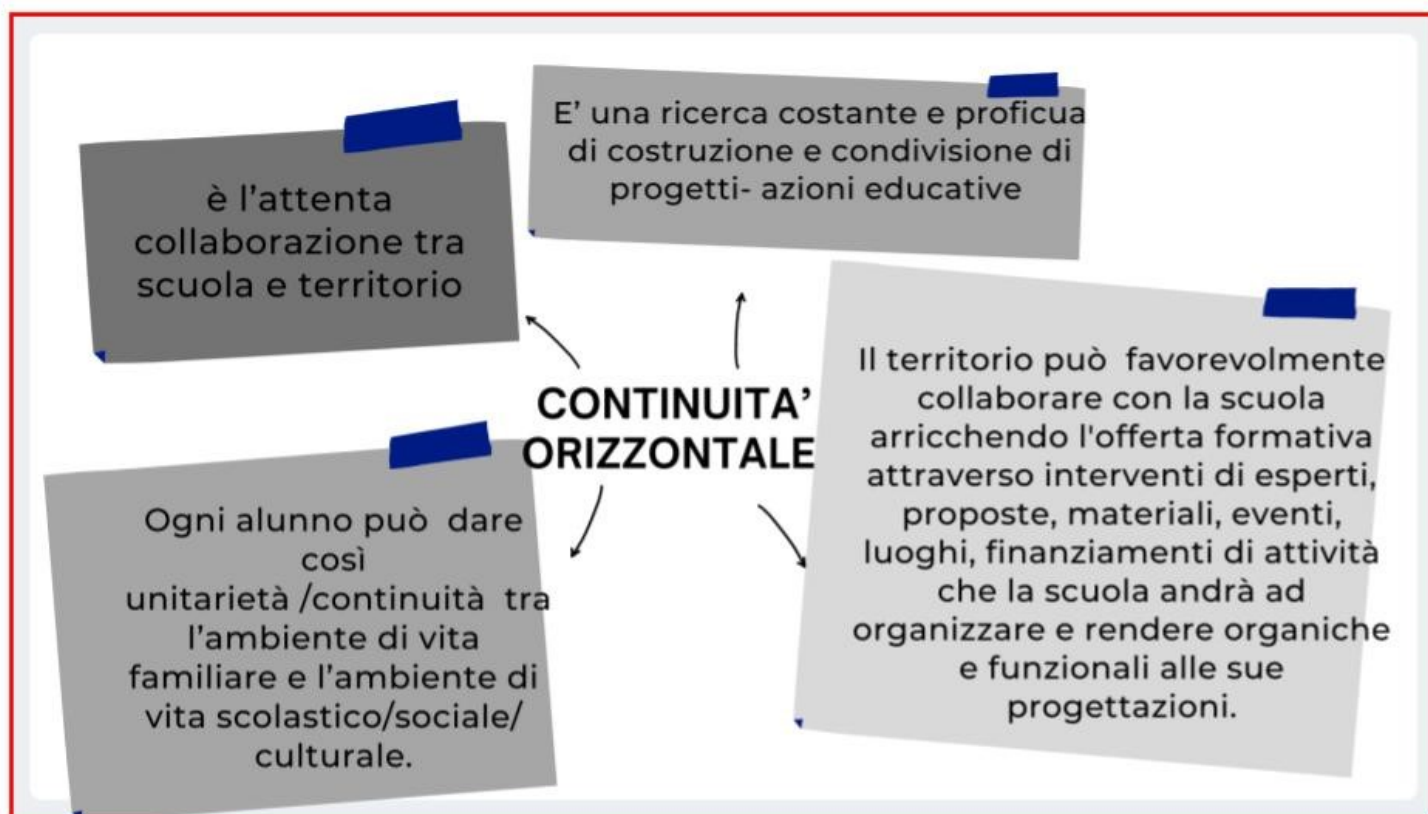 è l'attenta
collaborazione tra
scuola e territorio
E' una ricerca costante e proficua
di costruzione e condivisione di
progetti- azioni educative
CONTINUITA'
ORIZZONTALE
Ogni alunno può  dare
così
unitarietà /continuità  tra
l'ambiente di vita
familiare e l'ambiente di
vita scolastico/sociale/
culturale.
Il territorio può  favorevolmente
collaborare con la scuola
arricchendo l'offerta formativa
attraverso interventi di esperti,
proposte, materiali, eventi,
luoghi, finanziamenti di attività
che la scuola andrà ad
organizzare e rendere organiche
e funzionali alle sue
progettazioni.